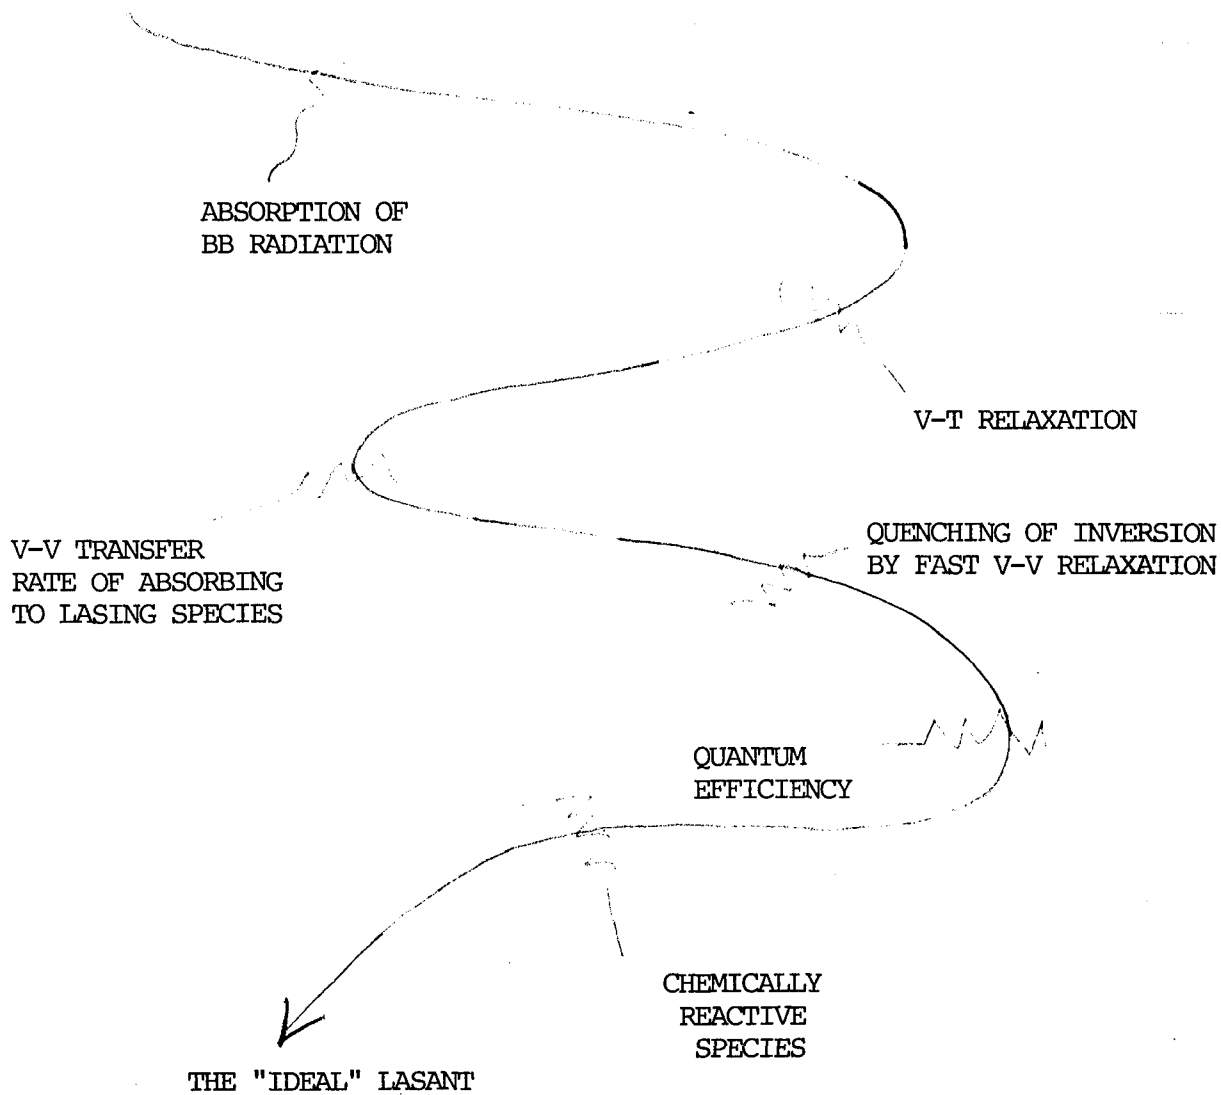 ABSORPTION OF
BB RADIATION
V-T RELAXATION
V-V TRANSFER
RATE OF ABSORBING
TO LASING SPECIES
QUENCHING OF INVERSION
BY FAST V-V RELAXATION
QUANTUM
EFFICIENCY
CHEMICALLY
REACTIVE
SPECIES
THE "IDEAL" LASANT